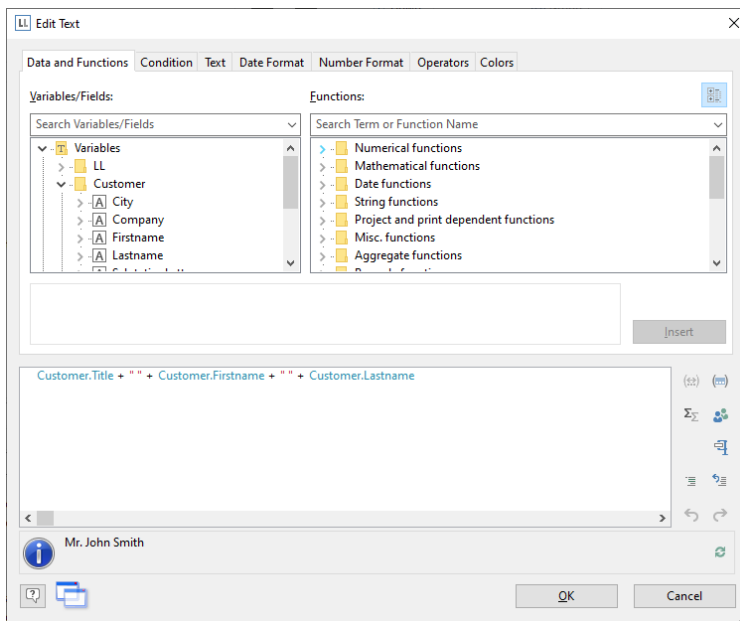 LL Edit Text
Data and Functions Condition Text Date Format Number Format Operators Colors
Variables/Fields:
Functions:
Search Variables/Fields
Search Term or Function Name
T Variables
LL
Customer
A City
A Company
A Firstname
A Lastname
Numerical functions
Mathematical functions
Date functions
String functions
Project and print dependent functions
Misc. functions
Aggregate functions
Insert
Customer.Title + " " + Customer.Firstname + " " + Customer.Lastname
Mr. John Smith
OK
Cancel